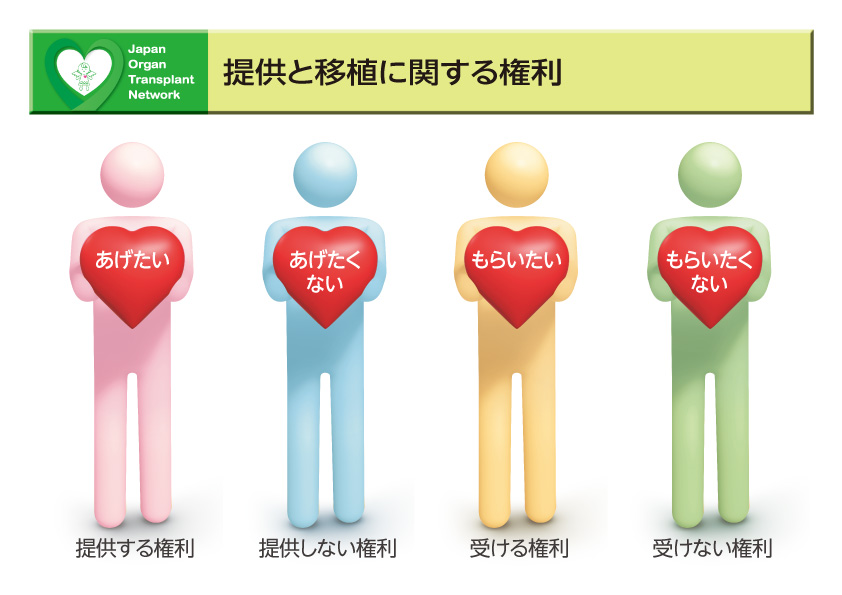 Japan
Organ
Transplant
Network
提供と移植に関する権利
あげたい
あげたく
ない
もらいたい
もらいたく
ない
提供する権利
提供しない権利
受ける権利
受けない権利